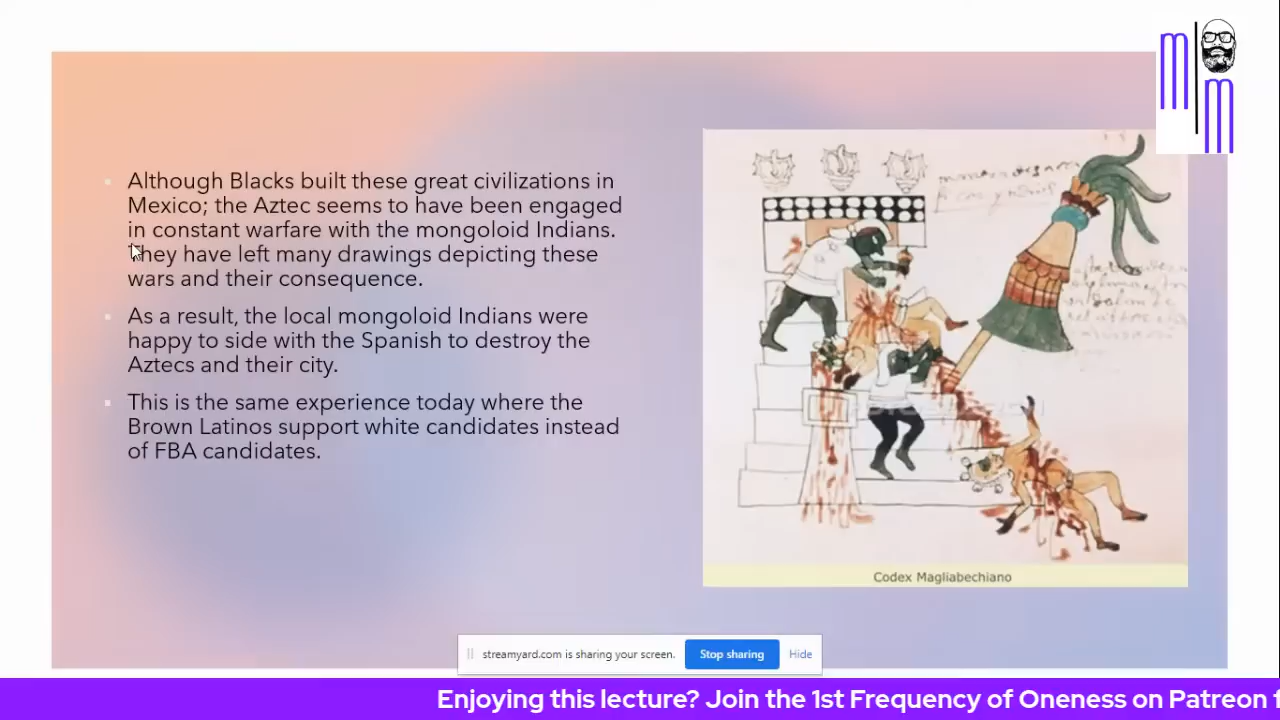 Although Blacks built these great civilizations in
Mexico; the Aztec seems to have been engaged
in constant warfare with the mongoloid Indians.
They have left many drawings depicting these
wars and their consequence.
As a result, the local mongoloid Indians were
happy to side with the Spanish to destroy the
Aztecs and their city.
This is the same experience today where the
Brown Latinos support white candidates instead
of FBA candidates.
Codex Magliabechiano
streamyard.com is sharing your screen.
Stop sharing
Hide
Enjoying this lecture? Join the 1st Frequency of Oneness on Patreon